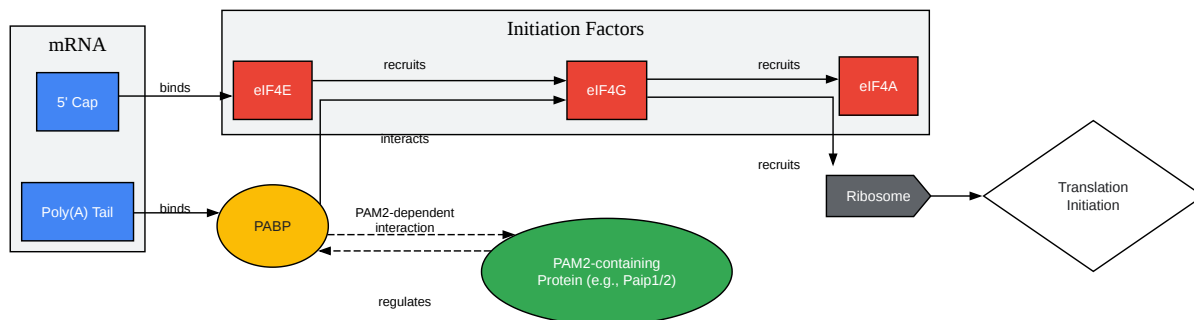 mRNA
Initiation Factors
5' Cap
binds
eIF4E
recruits
eIF4G
recruits
eIF4A
interacts
recruits
Poly(A) Tail
binds
PABP
PAM2-dependent
interaction
Ribosome
Translation
Initiation
PAM2-containing
Protein (e.g., Paip1/2)
regulates